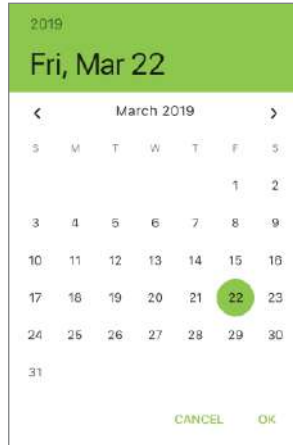 2019
Fri, Mar 22
March 2019
S M T W T F S
1 2
3 4 5 6 7 8 9
10 11 12 13 14 15 16
17 18 19 20 21 22 23
24 25 26 27 28 29 30
31
CANCEL OK